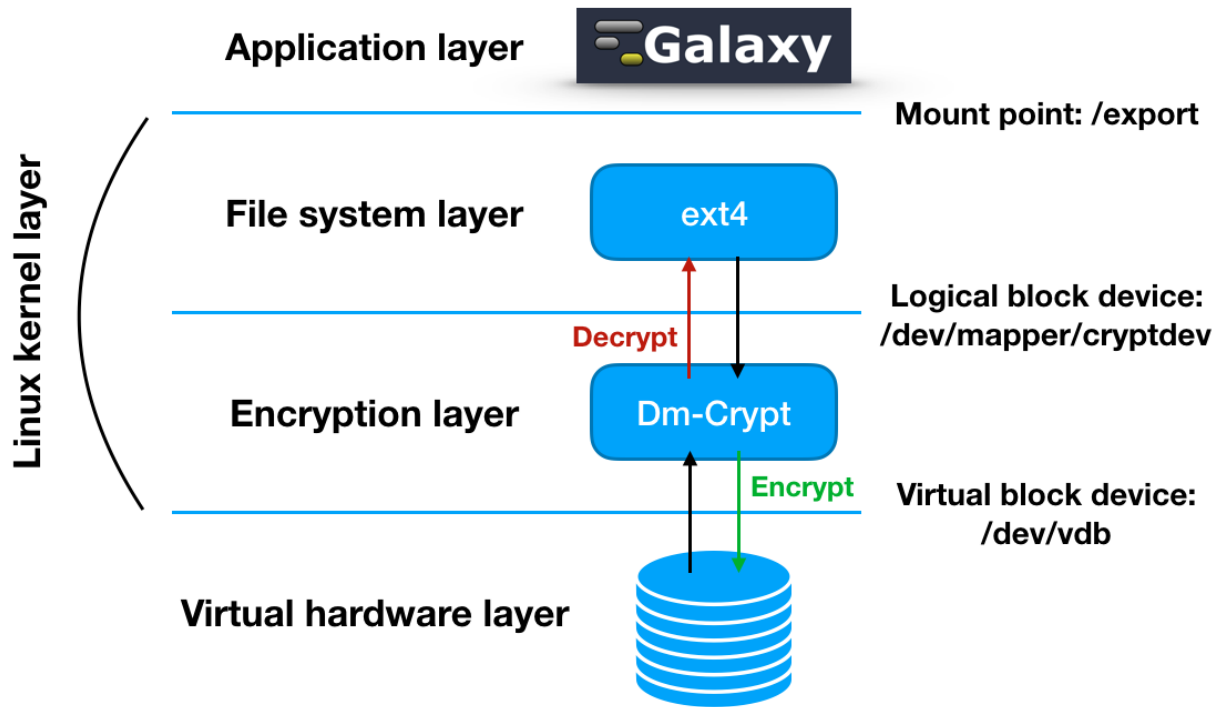 Application layer
Galaxy
Mount point: /export
Linux kernel layer
File system layer
ext4
Logical block device:
/dev/mapper/cryptdev
Decrypt
Encryption layer
Dm-Crypt
Encrypt
Virtual block device:
/dev/vdb
Virtual hardware layer